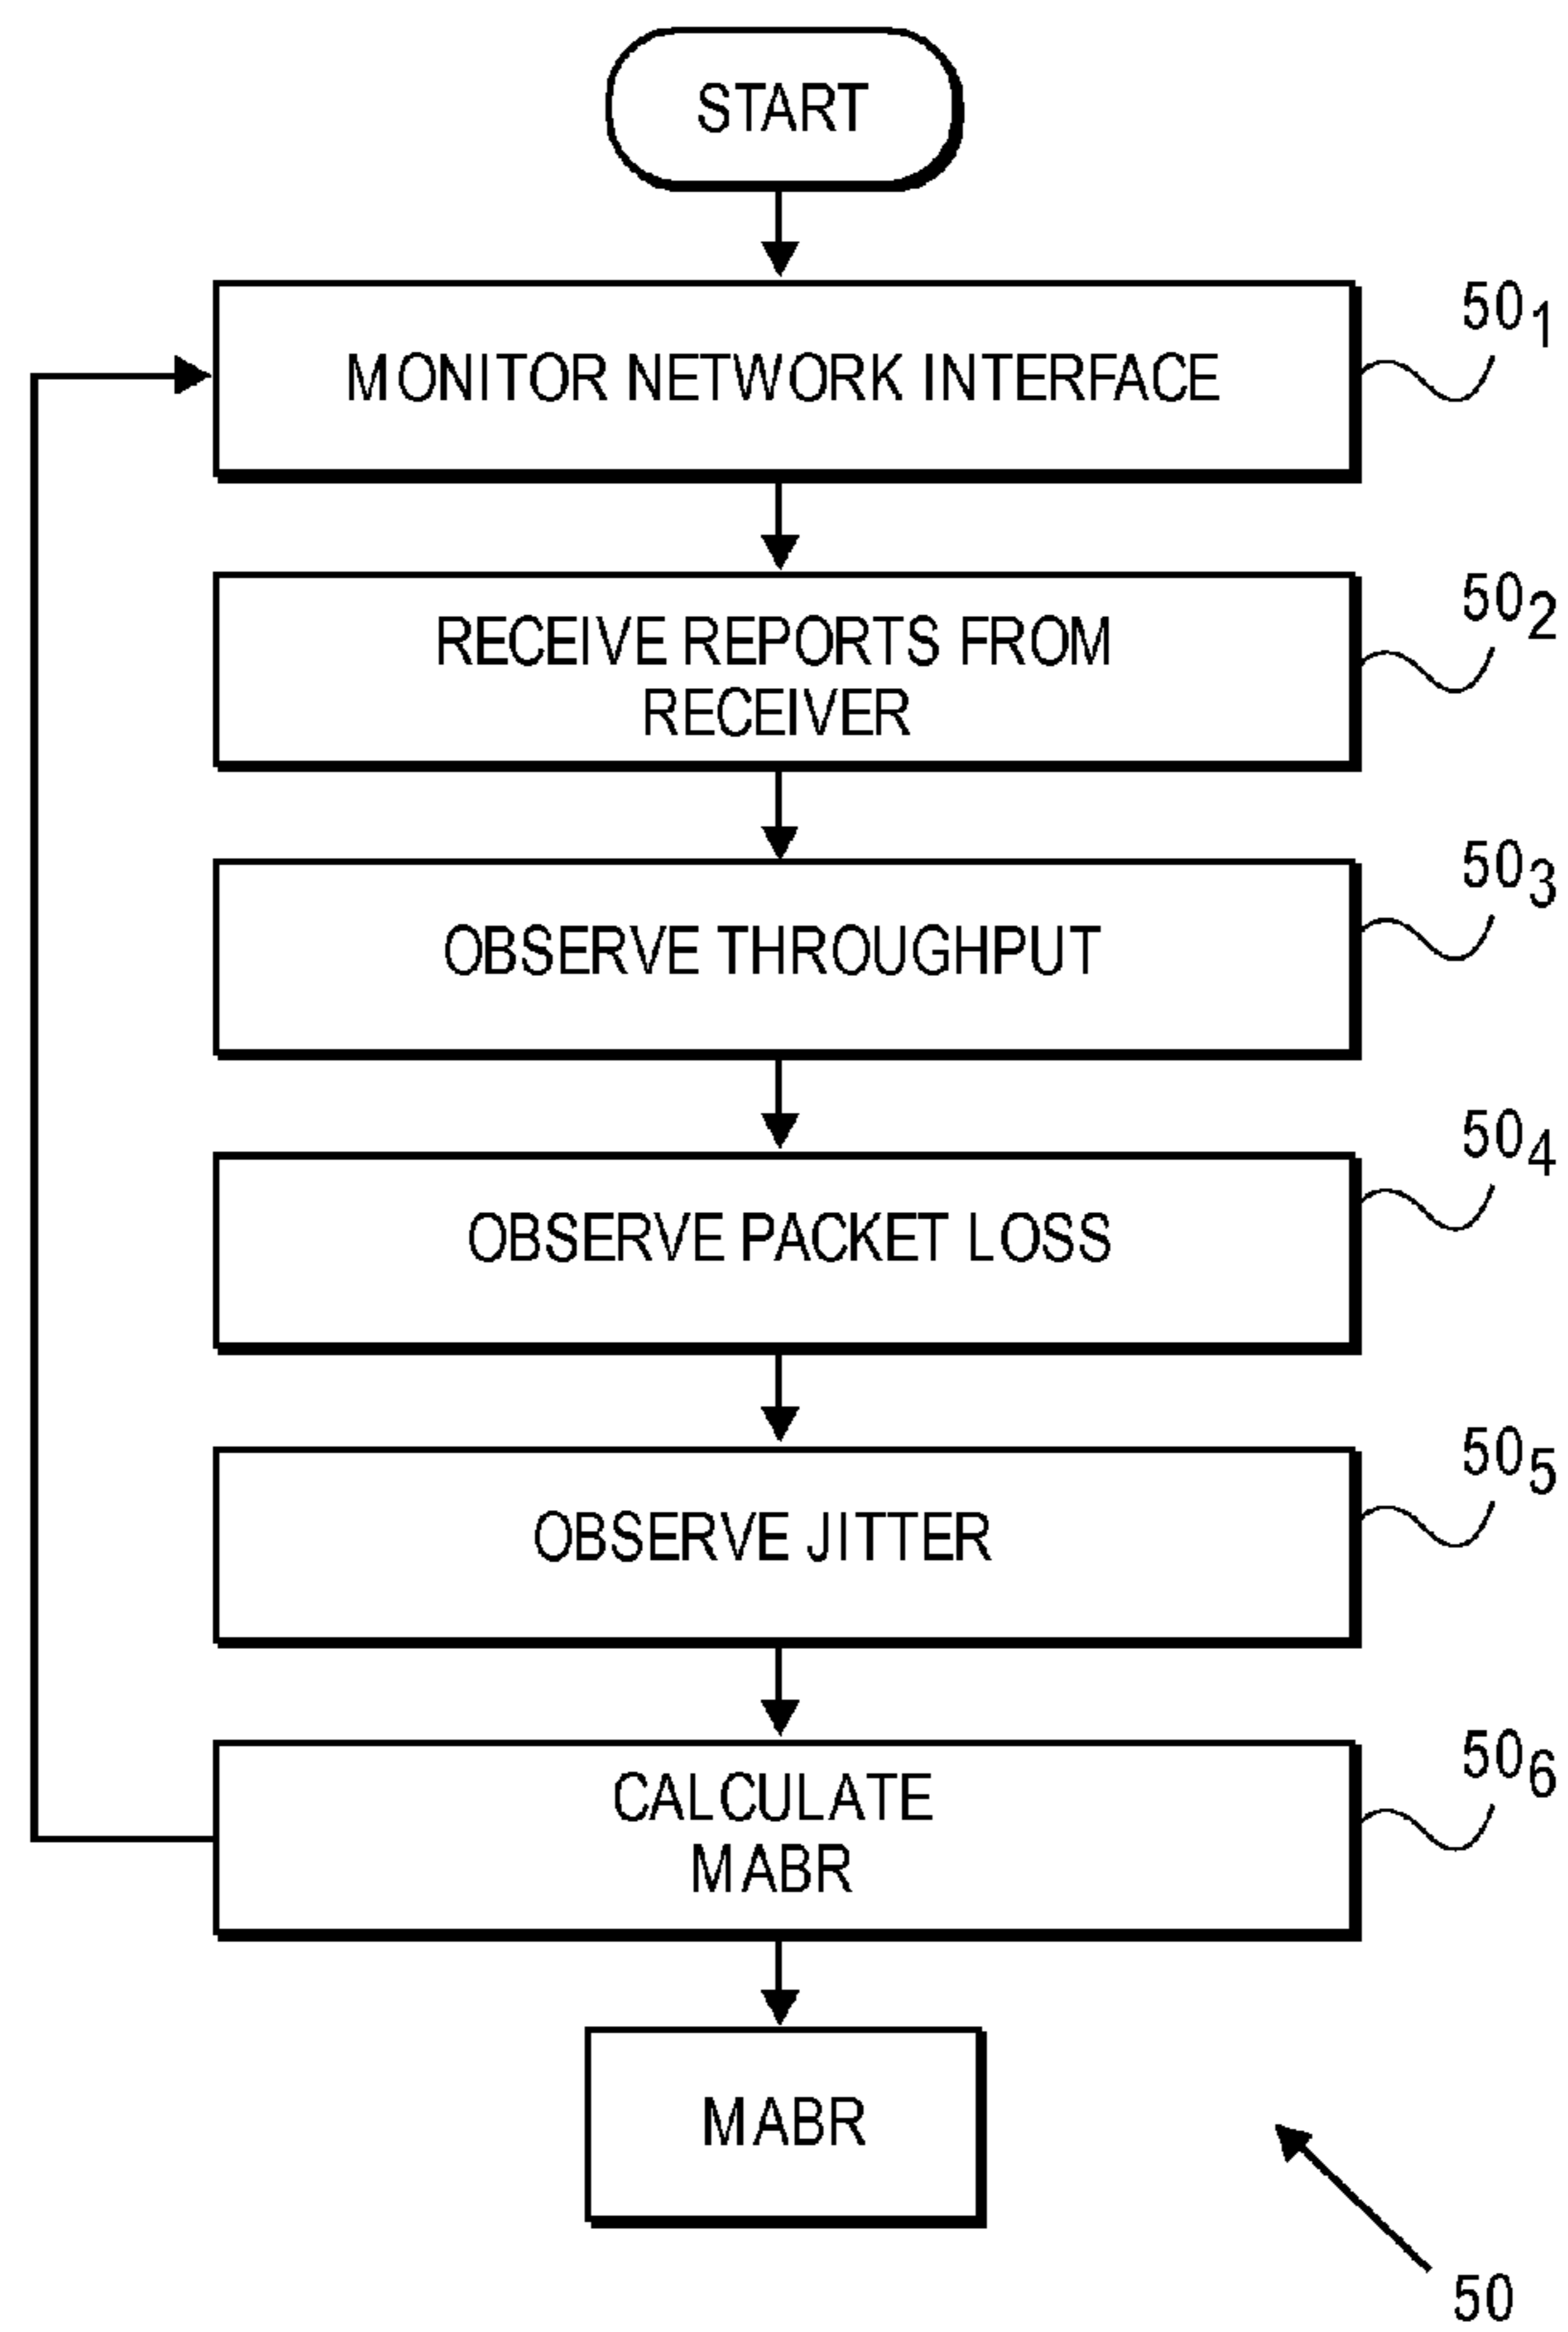 START
MONITOR NETWORK INTERFACE
50₁
RECEIVE REPORTS FROM
RECEIVER
50₂
OBSERVE THROUGHPUT
50₃
OBSERVE PACKET LOSS
50₄
OBSERVE JITTER
50₅
CALCULATE
MABR
50₆
MABR
50